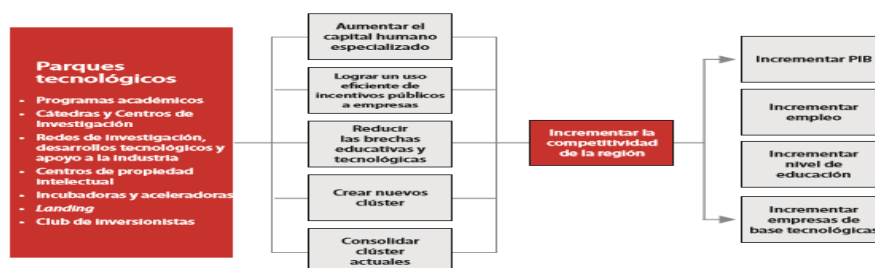 Parques
tecnológicos
- Programas académicos
- Cátedras y Centros de
Investigación
- Redes de investigación,
desarrollos tecnológicos y
apoyo a la industria
- Centros de propiedad
intelectual
- Incubadoras y aceleradoras
- Landing
- Club de inversionistas
Aumentar el
capital humano
especializado
Lograr un uso
eficiente de
incentivos públicos
a empresas
Reducir
las brechas
educativas y
tecnológicas
Crear nuevos
clúster
Consolidar
clúster
actuales
Incrementar la
competitividad
de la región
Incrementar PIB
Incrementar
empleo
Incrementar
nivel de
educación
Incrementar
empresas de
base tecnológicas